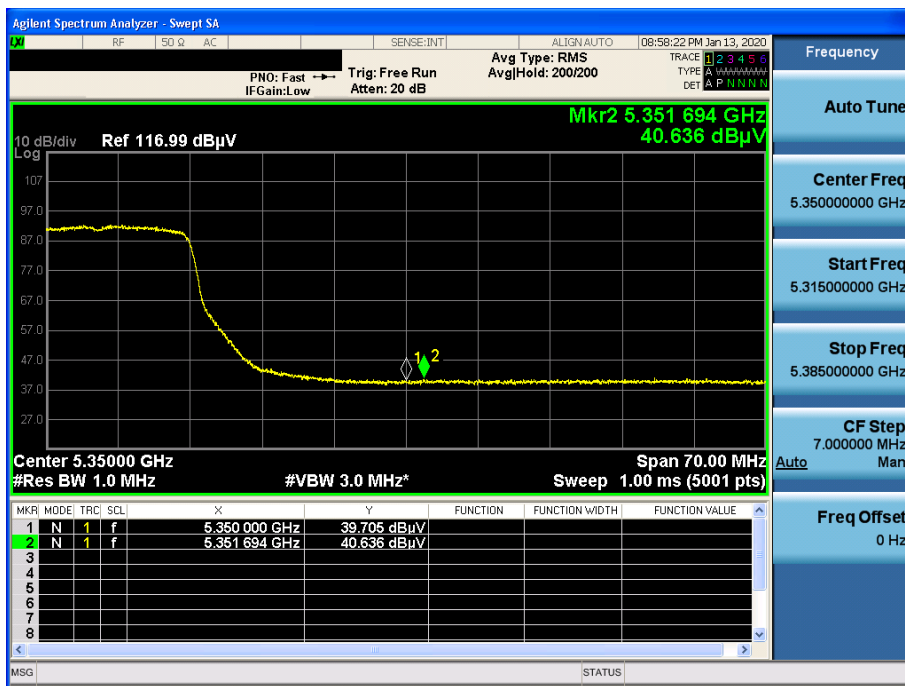 Agilent Spectrum Analyzer - Swept SA
LXI RF 50 Ω AC SENSE:INT ALIGN AUTO 08:58:22 PM Jan 13, 2020
PNO: Fast Trig: Free Run Avg Type: RMS TRACE 1 2 3 4 5 6
IFGain:Low Atten: 20 dB Avg|Hold: 200/200 TYPE A WWWWW
DET A P N N N N
Mkr2 5.351 694 GHz
40.636 dBµV
10 dB/div Ref 116.99 dBµV
Log
107
97.0
87.0
77.0
67.0
57.0
47.0
37.0
27.0
1 2
Center 5.35000 GHz Span 70.00 MHz
#Res BW 1.0 MHz #VBW 3.0 MHz* Sweep 1.00 ms (5001 pts)
MKR MODE TRC SCL X Y FUNCTION FUNCTION WIDTH FUNCTION VALUE
1 N 1 f 5.350 000 GHz 39.705 dBµV
2 N 1 f 5.351 694 GHz 40.636 dBµV
3
4
5
6
7
8
MSG STATUS
Frequency
Auto Tune
Center Freq
5.350000000 GHz
Start Freq
5.315000000 GHz
Stop Freq
5.385000000 GHz
CF Step
7.000000 MHz
Auto Man
Freq Offset
0 Hz